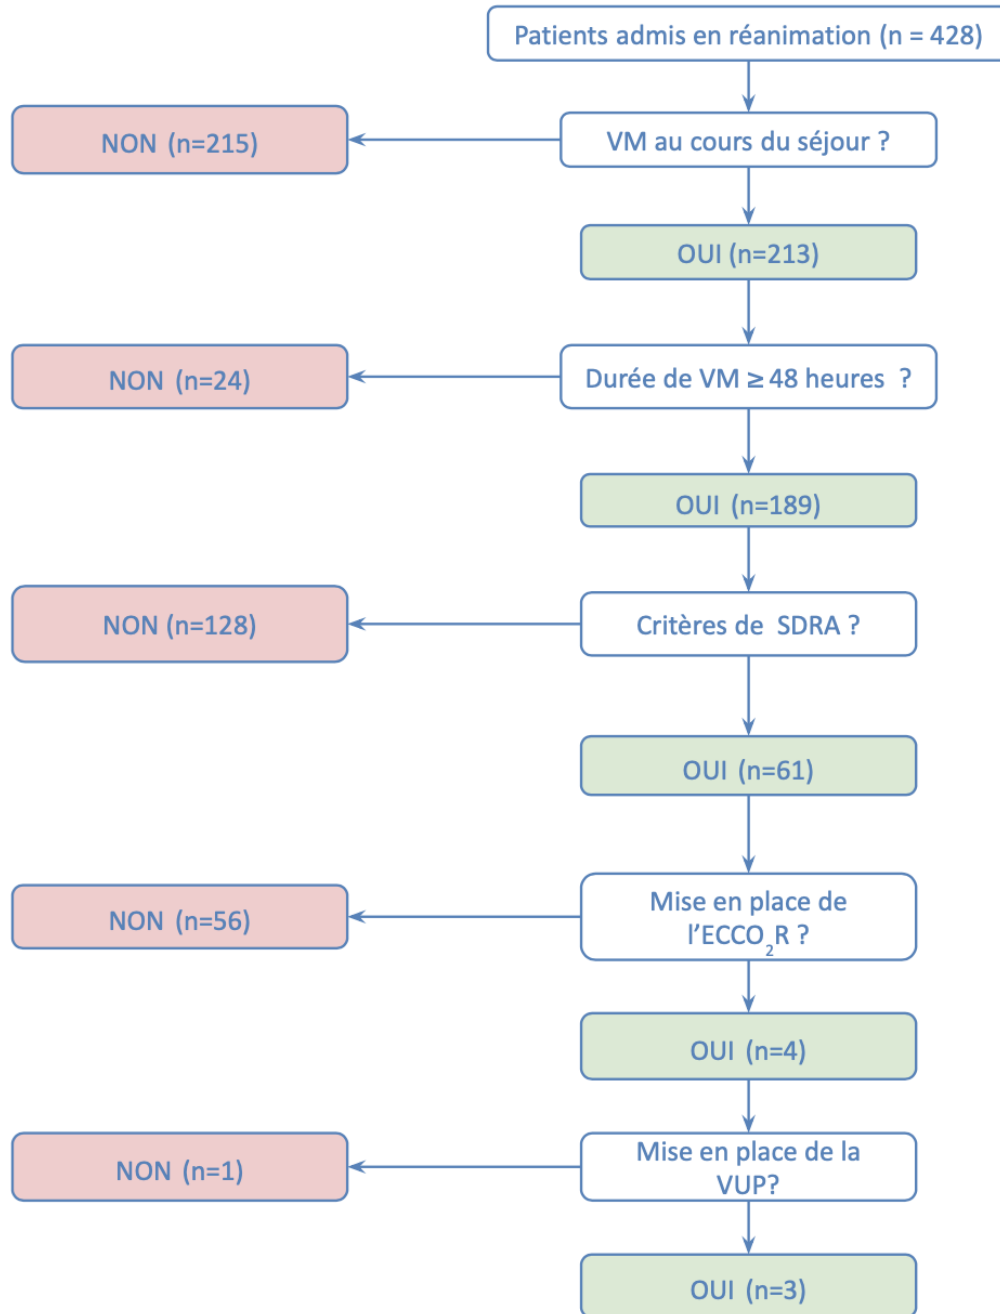 Patients admis en réanimation (n = 428)
NON (n=215)
VM au cours du séjour ?
OUI (n=213)
NON (n=24)
Durée de VM ≥ 48 heures ?
OUI (n=189)
NON (n=128)
Critères de SDRA ?
OUI (n=61)
NON (n=56)
Mise en place de
l'ECCO₂R ?
OUI (n=4)
NON (n=1)
Mise en place de la
VUP?
OUI (n=3)